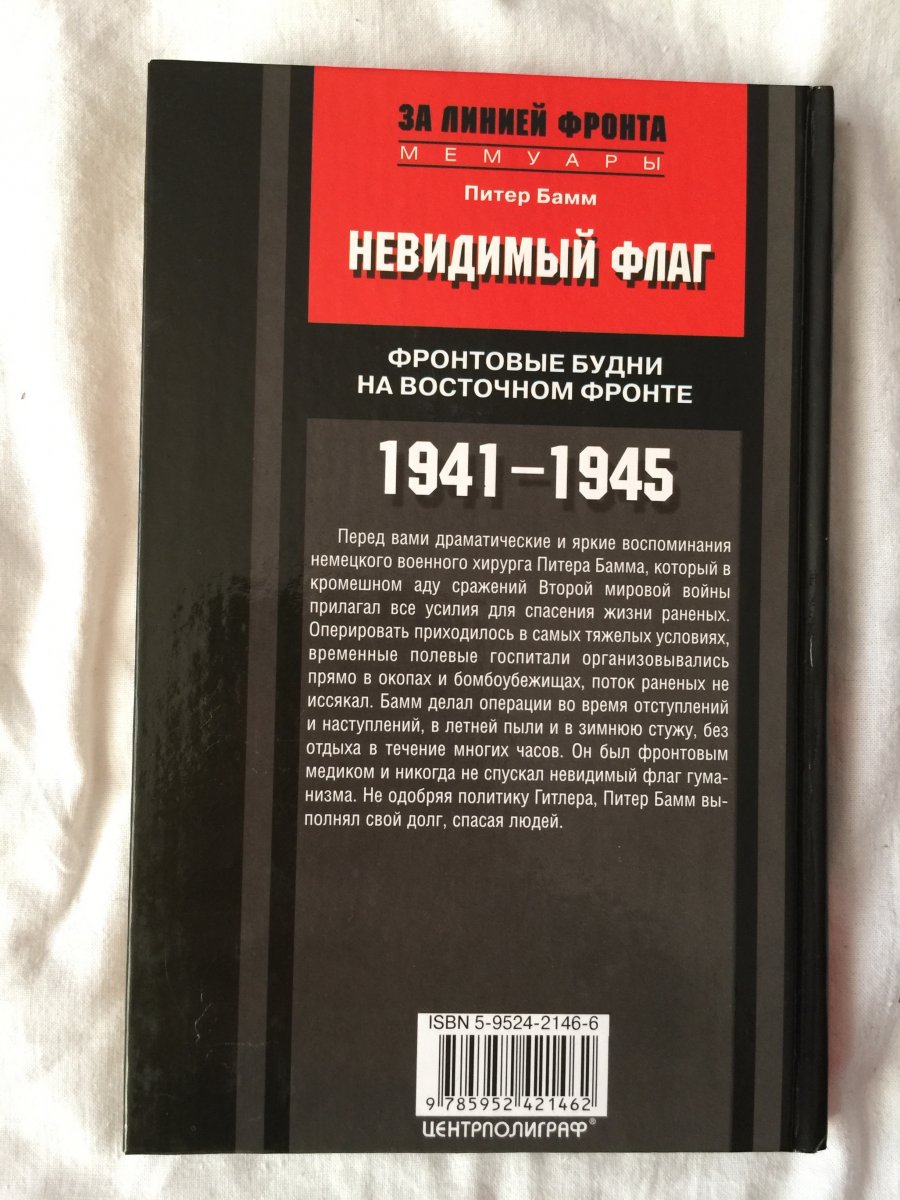 ЗА ЛИНИЕЙ ФРОНТА
МЕМУАРЫ
Питер Бамм
НЕВИДИМЫЙ ФЛАГ
ФРОНТОВЫЕ БУДНИ
НА ВОСТОЧНОМ ФРОНТЕ
1941–1945
Перед вами драматические и яркие воспоминания
немецкого военного хирурга Питера Бамма, который в
кромешном аду сражений Второй мировой войны
прилагал все усилия для спасения жизни раненых.
Оперировать приходилось в самых тяжелых условиях,
временные полевые госпитали организовывались
прямо в окопах и бомбоубежищах, поток раненых не
иссякал. Бамм делал операции во время отступлений
и наступлений, в летней пыли и в зимнюю стужу, без
отдыха в течение многих часов. Он был фронтовым
медиком и никогда не спускал невидимый флаг гума-
низма. Не одобряя политику Гитлера, Питер Бамм вы-
полнял свой долг, спасая людей.
ISBN 5-9524-2146-6
9 785952 421462
ЦЕНТРПОЛИГРАФ®